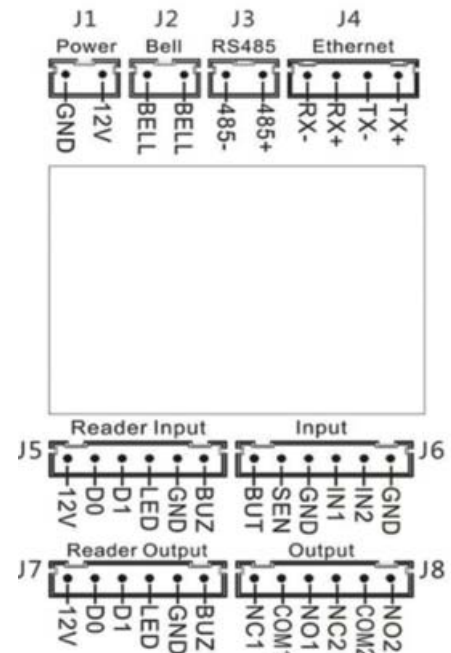 J1 J2 J3 J4
Power Bell RS485 Ethernet
GND 12V BELL BELL 485- 485+ RX- RX+ TX- TX+
Reader Input Input
J5 J6
12V D0 D1 LED GND BUZ BUT SEN GND IN1 IN2 GND
Reader Output Output
J7 J8
12V D0 D1 LED GND BUZ NC1 COM1 NO1 NC2 COM2 NO2